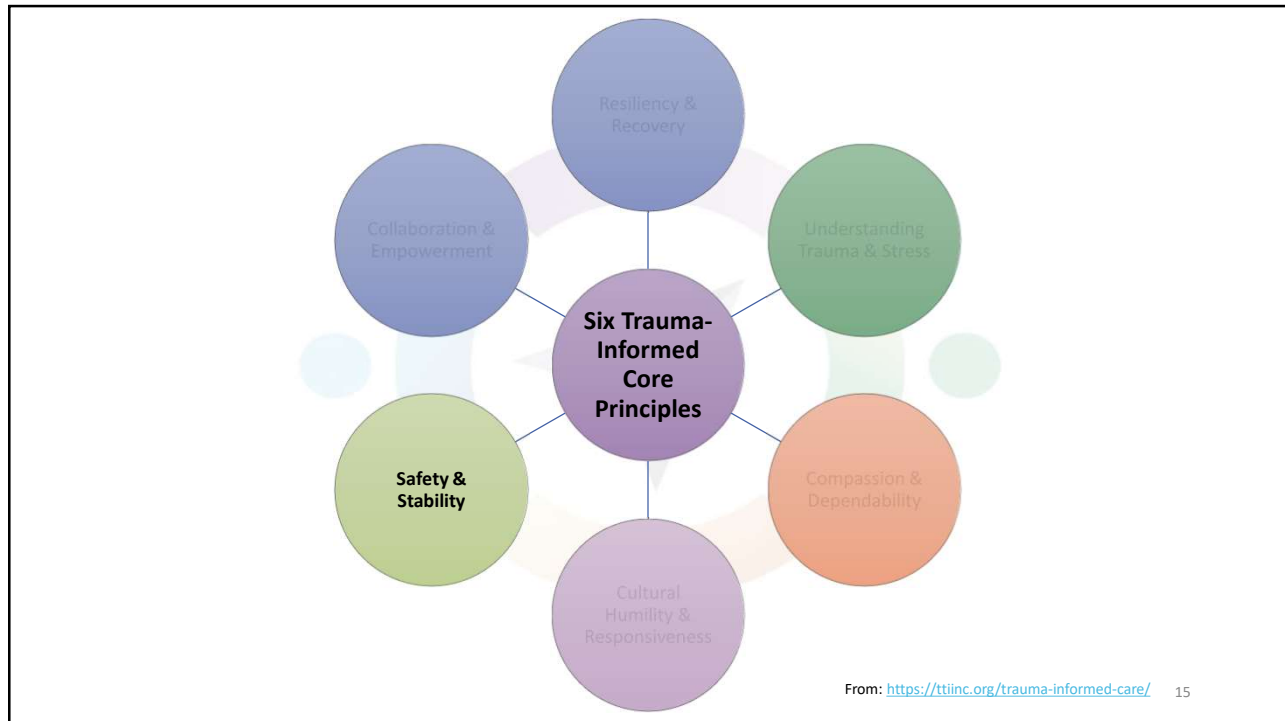 Resiliency &
Recovery
Understanding
Trauma & Stress
Compassion &
Dependability
Cultural
Humility &
Responsiveness
Safety &
Stability
Collaboration &
Empowerment
Six Trauma-
Informed
Core
Principles
From: https://ttiinc.org/trauma-informed-care/
15